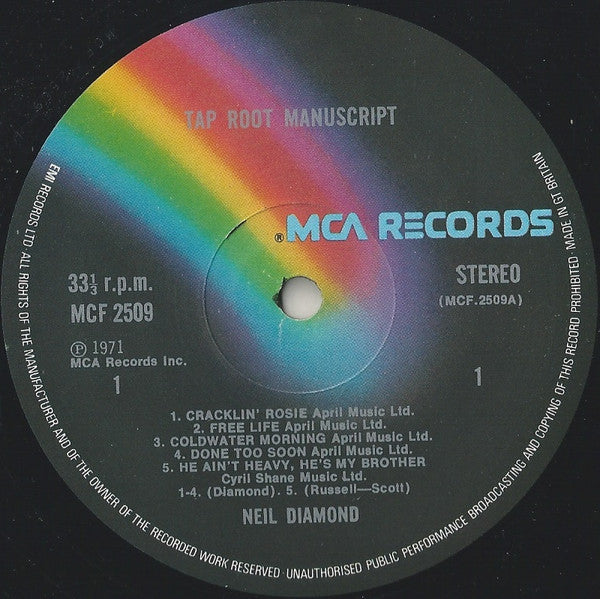 TAP ROOT MANUSCRIPT
® MCA RECORDS
33⅓ r.p.m.
MCF 2509
STEREO
(MCF.2509A)
Ⓟ 1971
MCA Records Inc.
1
1
1. CRACKLIN' ROSIE April Music Ltd.
2. FREE LIFE April Music Ltd.
3. COLDWATER MORNING April Music Ltd.
4. DONE TOO SOON April Music Ltd.
5. HE AIN'T HEAVY, HE'S MY BROTHER
Cyril Shane Music Ltd.
1-4. (Diamond). 5. (Russell—Scott)
NEIL DIAMOND
EMI RECORDS LTD. ALL RIGHTS OF THE MANUFACTURER AND OF THE OWNER OF THE RECORDED WORK RESERVED · UNAUTHORISED PUBLIC PERFORMANCE BROADCASTING AND COPYING OF THIS RECORD PROHIBITED · MADE IN GT BRITAIN